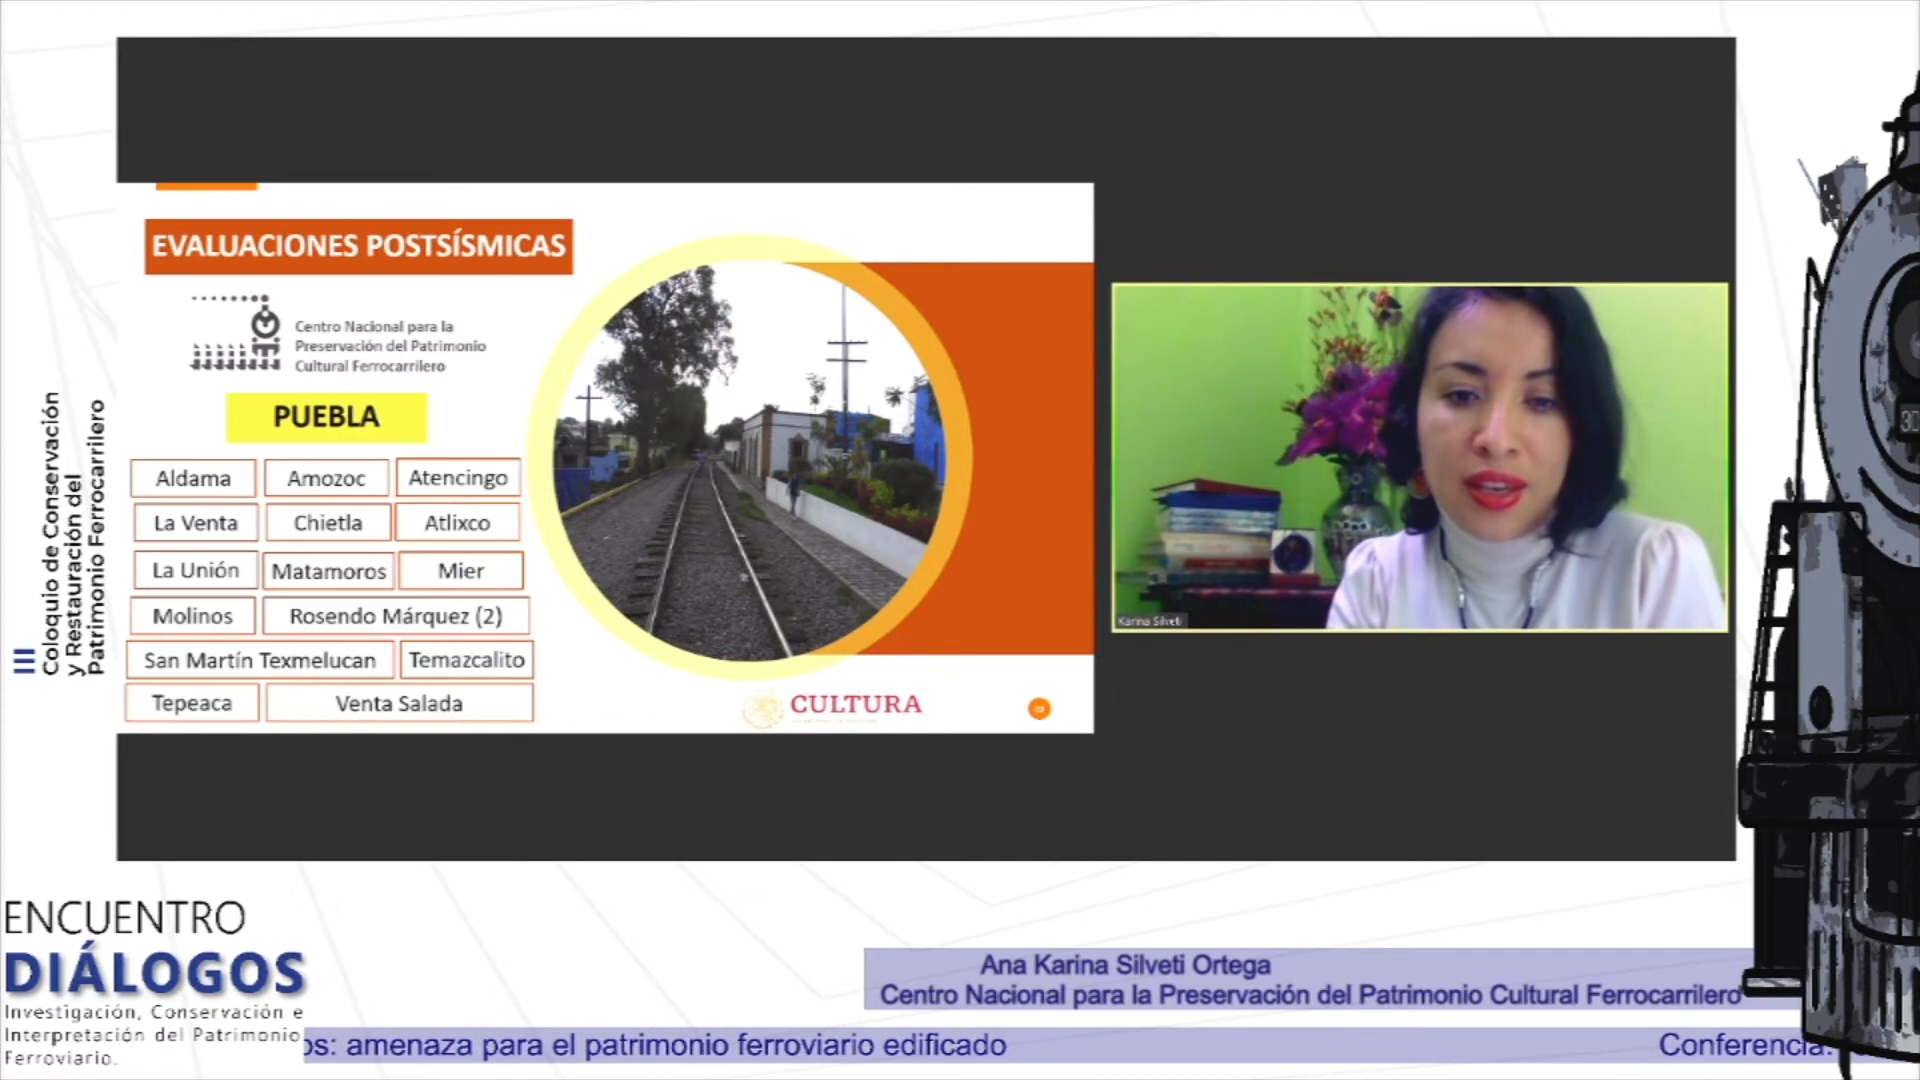 EVALUACIONES POSTSÍSMICAS
Centro Nacional para la
Preservación del Patrimonio
Cultural Ferrocarrilero
PUEBLA
Aldama
Amozoc
Atencingo
La Venta
Chietla
Atlixco
La Unión
Matamoros
Mier
Molinos
Rosendo Márquez (2)
San Martín Texmelucan
Temazcalito
Tepeaca
Venta Salada
CULTURA
Karina Silveti
III
Coloquio de Conservación
y Restauración del
Patrimonio Ferrocarrilero
30
ENCUENTRO
DIÁLOGOS
Investigación, Conservación e
Interpretación del Patrimonio
Ferroviario.
Ana Karina Silveti Ortega
Centro Nacional para la Preservación del Patrimonio Cultural Ferrocarrilero
os: amenaza para el patrimonio ferroviario edificado
Conferencia: